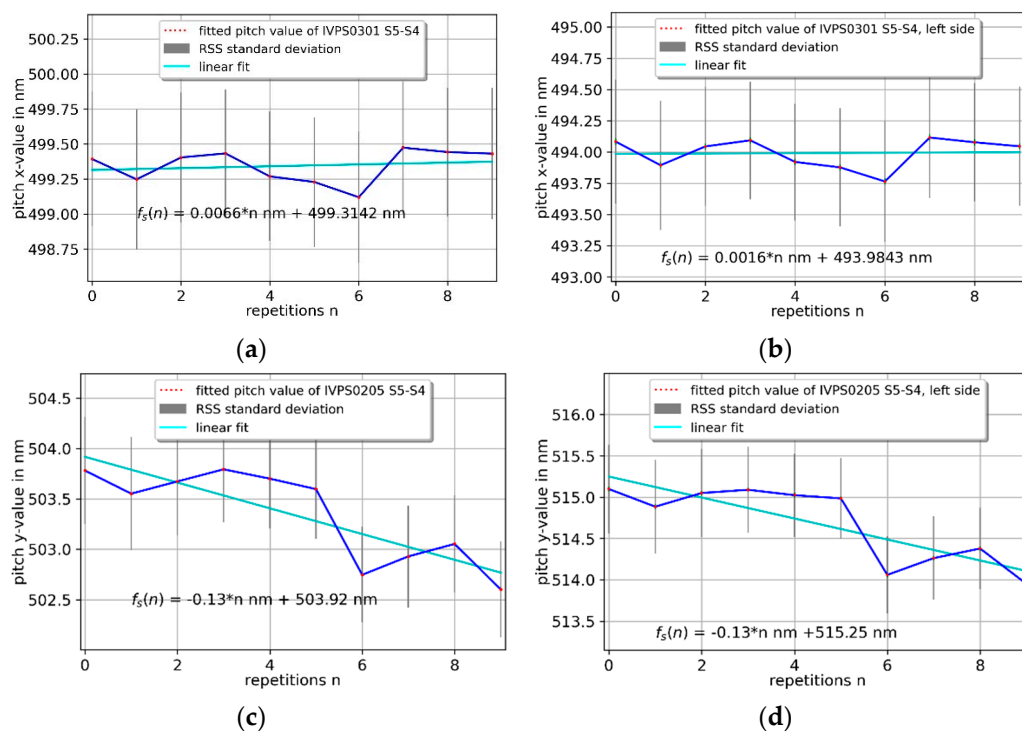 fitted pitch value of IVPS0301 S5-S4
RSS standard deviation
linear fit
pitch x-value in nm
500.25
500.00
499.75
499.50
499.25
499.00
498.75
fₛ(n) = 0.0066*n nm + 499.3142 nm
0 2 4 6 8
repetitions n
(a)
fitted pitch value of IVPS0301 S5-S4, left side
RSS standard deviation
linear fit
pitch x-value in nm
495.00
494.75
494.50
494.25
494.00
493.75
493.50
493.25
493.00
fₛ(n) = 0.0016*n nm + 493.9843 nm
0 2 4 6 8
repetitions n
(b)
fitted pitch value of IVPS0205 S5-S4
RSS standard deviation
linear fit
pitch y-value in nm
504.5
504.0
503.5
503.0
502.5
fₛ(n) = -0.13*n nm + 503.92 nm
0 2 4 6 8
repetitions n
(c)
fitted pitch value of IVPS0205 S5-S4, left side
RSS standard deviation
linear fit
pitch y-value in nm
516.0
515.5
515.0
514.5
514.0
513.5
fₛ(n) = -0.13*n nm +515.25 nm
0 2 4 6 8
repetitions n
(d)